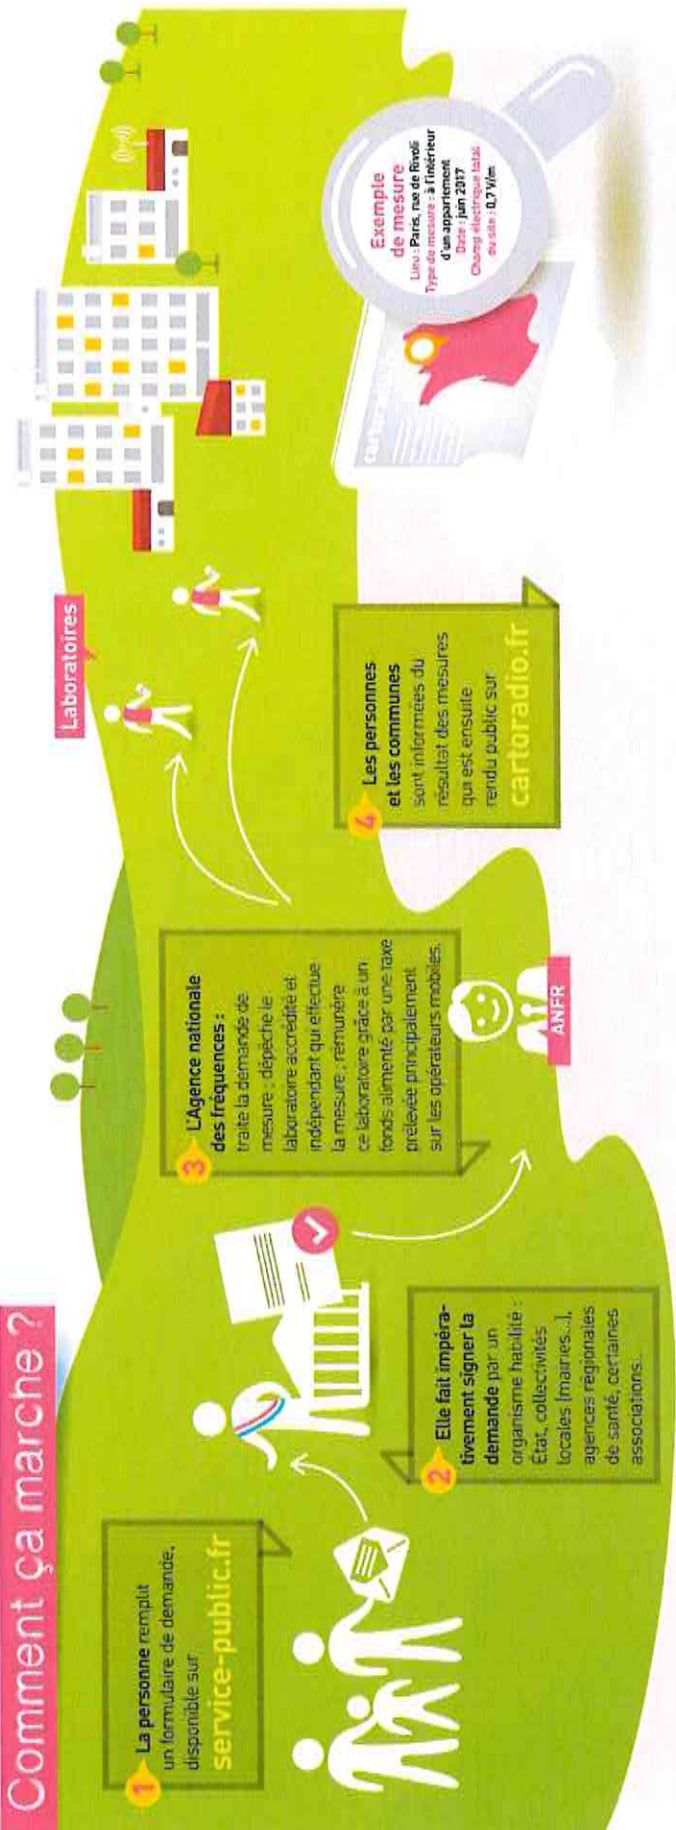 Comment ça marche ?
1 La personne remplit
un formulaire de demande,
disponible sur
service-public.fr
2 Elle fait impéra-
tivement signer la
demande par un
organisme habilité :
État, collectivités
locales (mairies...),
agences régionales
de santé, certaines
associations...
3 L'Agence nationale
des fréquences :
traite la demande de
mesure ; dépêche le
laboratoire accrédité et
indépendant qui effectue
la mesure ; rémunère
ce laboratoire grâce à un
fonds alimenté par une taxe
prélevée principalement
sur les opérateurs mobiles.
ANFR
Laboratoires
4 Les personnes
et les communes
sont informées du
résultat des mesures
qui est ensuite
rendu public sur
cartoradio.fr
Exemple
de mesure
Lieu : Paris, rue de Rivoli
Type de mesure : à l'intérieur
d'un appartement
Date : juin 2017
Champ électrique total
du site : 0,7 V/m